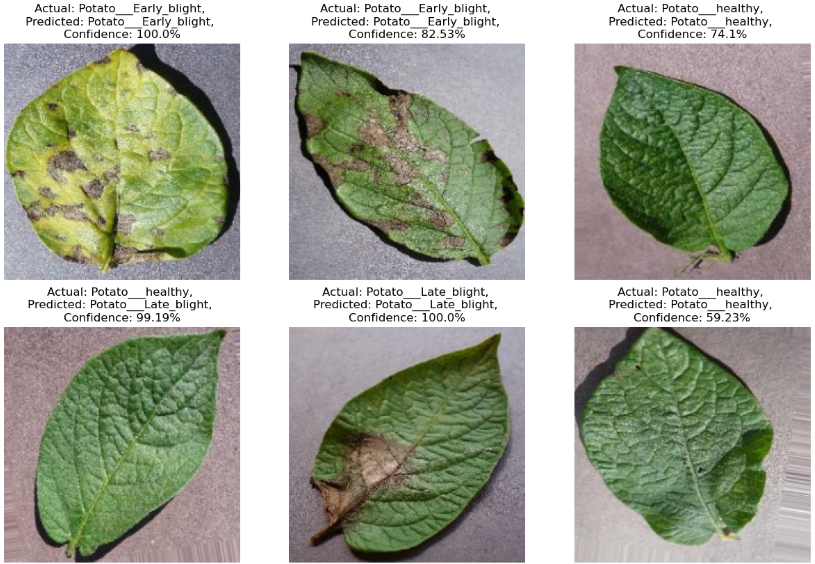 Actual: Potato___Early_blight,
Predicted: Potato___Early_blight,
Confidence: 100.0%
Actual: Potato___Early_blight,
Predicted: Potato___Early_blight,
Confidence: 82.53%
Actual: Potato___healthy,
Predicted: Potato___healthy,
Confidence: 74.1%
Actual: Potato___healthy,
Predicted: Potato___Late_blight,
Confidence: 99.19%
Actual: Potato___Late_blight,
Predicted: Potato___Late_blight,
Confidence: 100.0%
Actual: Potato___healthy,
Predicted: Potato___healthy,
Confidence: 59.23%